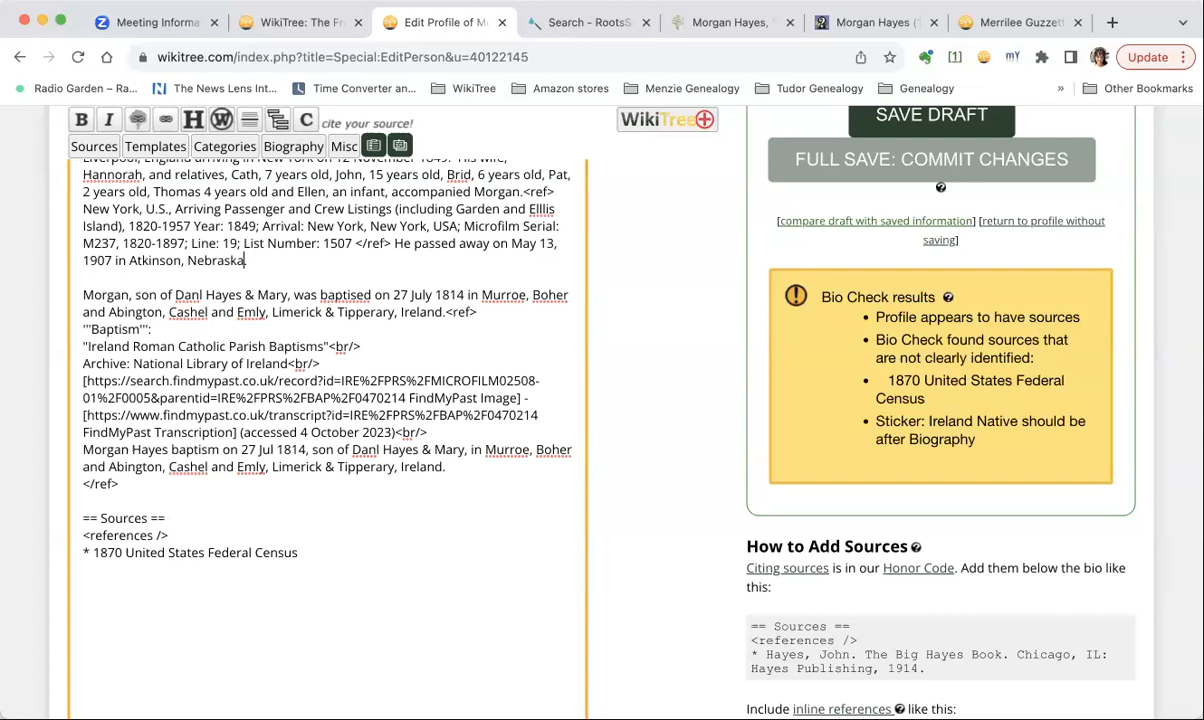 Meeting Informa
WikiTree: The Fr
Edit Profile of M
Search - RootsSe
Morgan Hayes,
Morgan Hayes (
Merrilee Guzzett
wikitree.com/index.php?title=Special:EditPerson&u=40122145
Update
Radio Garden – Ra...
The News Lens Int...
Time Converter an...
WikiTree
Amazon stores
Menzie Genealogy
Tudor Genealogy
Genealogy
»
Other Bookmarks
B I H W C cite your source!
Sources Templates Categories Biography Misc
WikiTree+
Liverpool, England arriving in New York on 12 November 1849. His wife,
Hannorah, and relatives, Cath, 7 years old, John, 15 years old, Brid, 6 years old, Pat,
2 years old, Thomas 4 years old and Ellen, an infant, accompanied Morgan.<ref>
New York, U.S., Arriving Passenger and Crew Listings (including Garden and Elllis
Island), 1820-1957 Year: 1849; Arrival: New York, New York, USA; Microfilm Serial:
M237, 1820-1897; Line: 19; List Number: 1507 </ref> He passed away on May 13,
1907 in Atkinson, Nebraska.
Morgan, son of Danl Hayes & Mary, was baptised on 27 July 1814 in Murroe, Boher
and Abington, Cashel and Emly, Limerick & Tipperary, Ireland.<ref>
'''Baptism''':
"Ireland Roman Catholic Parish Baptisms"<br/>
Archive: National Library of Ireland<br/>
[https://search.findmypast.co.uk/record?id=IRE%2FPRS%2FMICROFILM02508-
01%2F0005&parentid=IRE%2FPRS%2FBAP%2F0470214 FindMyPast Image] -
[https://www.findmypast.co.uk/transcript?id=IRE%2FPRS%2FBAP%2F0470214
FindMyPast Transcription] (accessed 4 October 2023)<br/>
Morgan Hayes baptism on 27 Jul 1814, son of Danl Hayes & Mary, in Murroe, Boher
and Abington, Cashel and Emly, Limerick & Tipperary, Ireland.
</ref>
== Sources ==
<references />
* 1870 United States Federal Census
SAVE DRAFT
FULL SAVE: COMMIT CHANGES
[compare draft with saved information] [return to profile without
saving]
Bio Check results
• Profile appears to have sources
• Bio Check found sources that
are not clearly identified:
• 1870 United States Federal
Census
• Sticker: Ireland Native should be
after Biography
How to Add Sources
Citing sources is in our Honor Code. Add them below the bio like
this:
== Sources ==
<references />
* Hayes, John. The Big Hayes Book. Chicago, IL:
Hayes Publishing, 1914.
Include inline references like this: